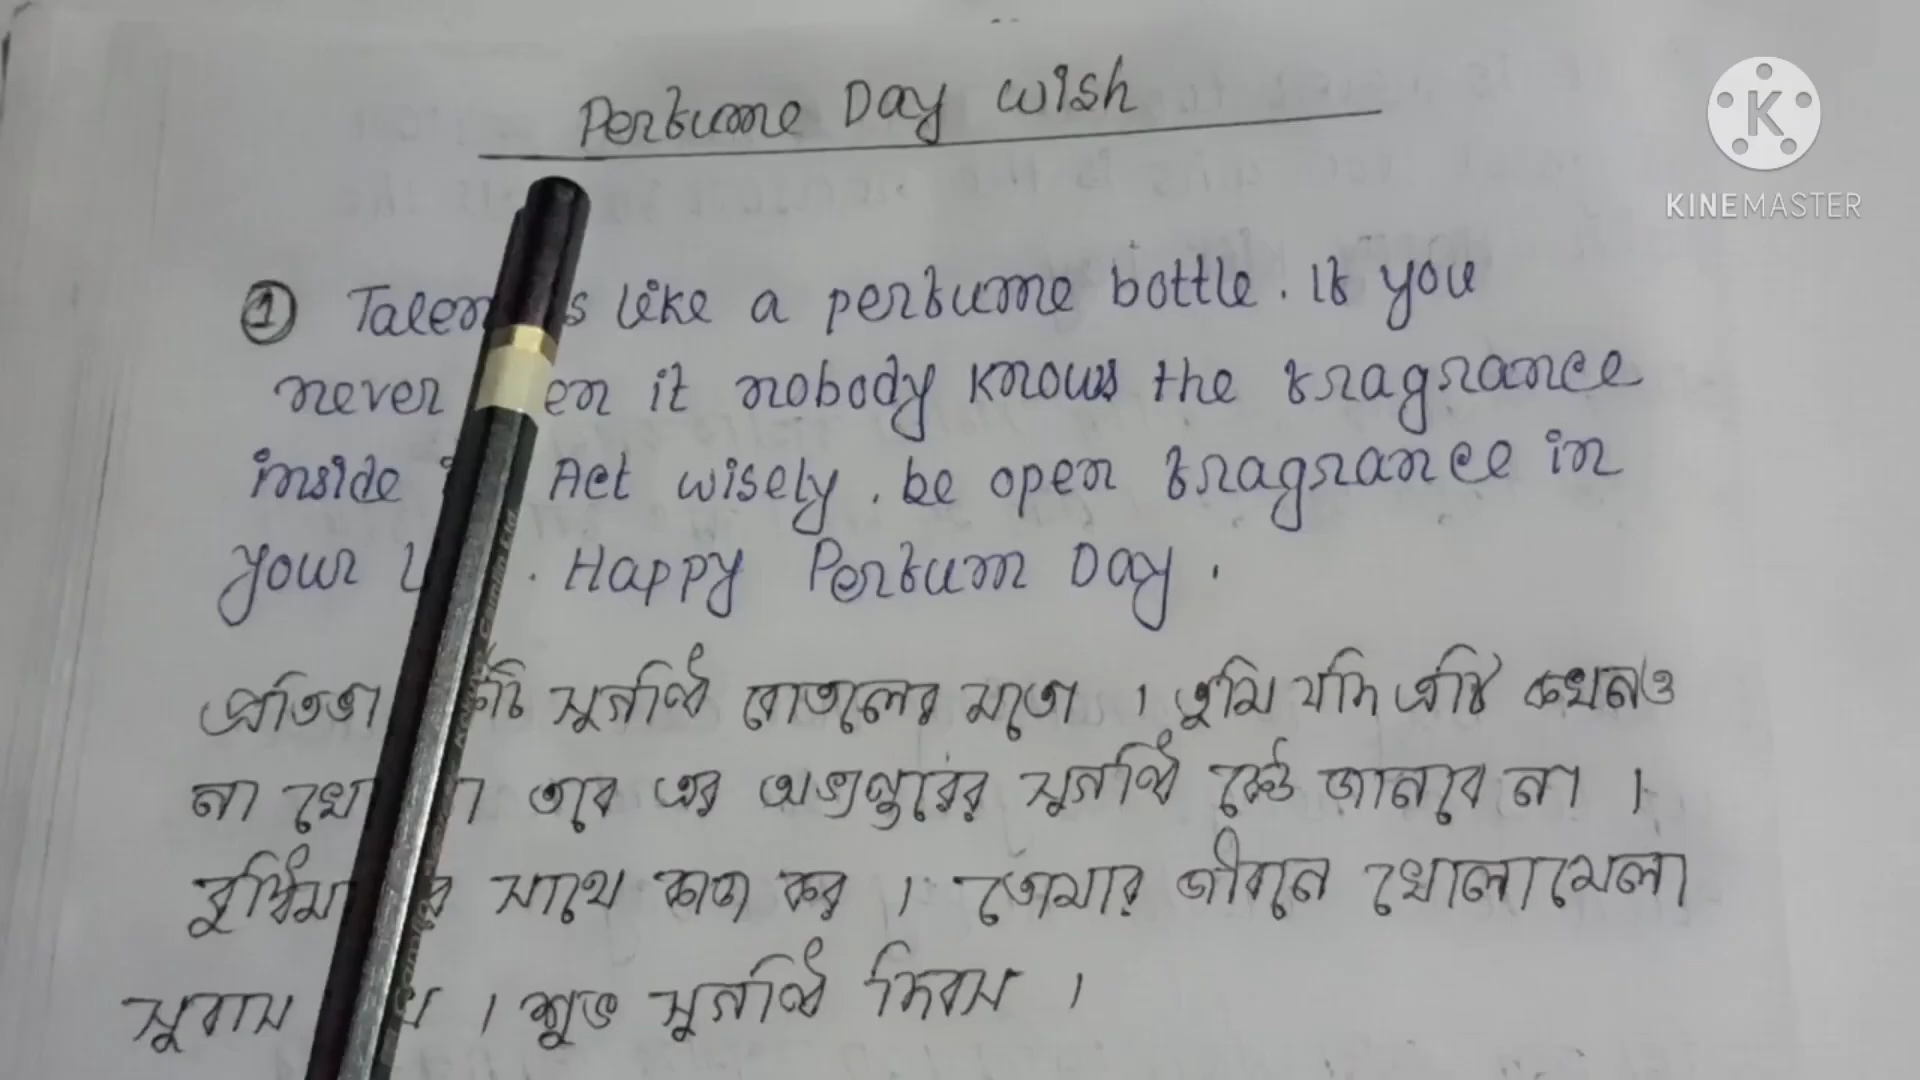 Perfume Day Wish
KINEMASTER
① like a perfume bottle. If you
never it nobody knows the fragrance
inside Act wisely. be open fragrance in
your . Happy Perfum Day.
প্রতিভা সুগন্ধি বোতলের মতো । তুমি যদি এটি কখনও
না তবে এর অভ্যন্তরের সুগন্ধি কেউ জানবে না ।
সাথে কাজ কর । তোমার জীবনে খোলামেলা
সুবাস । শুভ সুগন্ধি দিবস ।